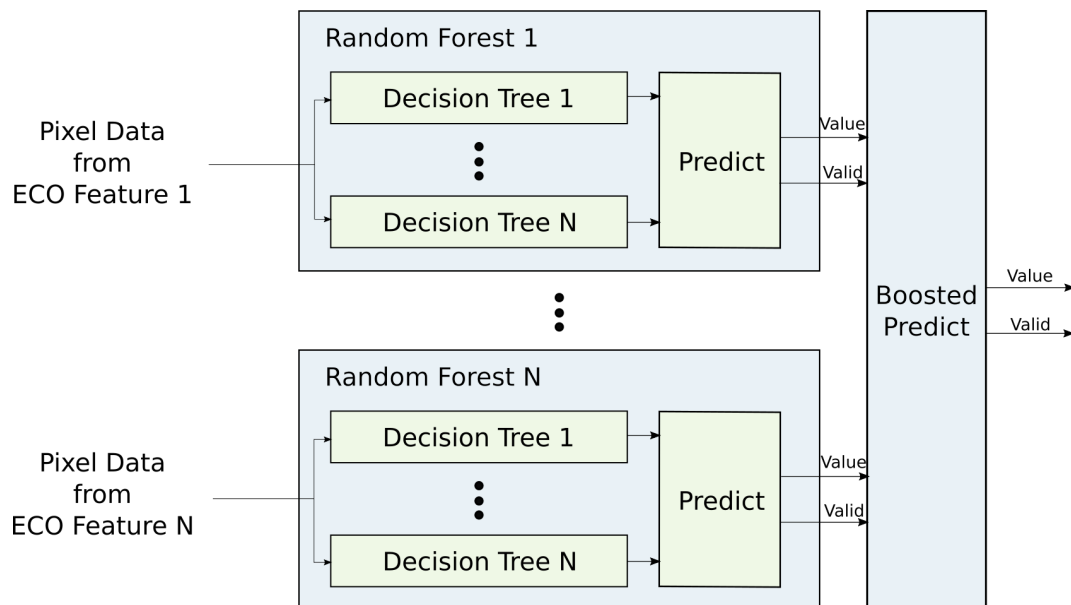 Random Forest 1
Pixel Data
from
ECO Feature 1
Decision Tree 1
Decision Tree N
Predict
Value
Valid
Boosted
Predict
Value
Valid
Random Forest N
Pixel Data
from
ECO Feature N
Decision Tree 1
Decision Tree N
Predict
Value
Valid